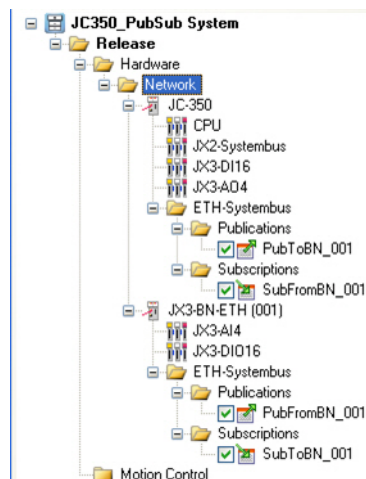 JC350_PubSub System
Release
Hardware
Network
JC-350
CPU
JX2-Systembus
JX3-DI16
JX3-AO4
ETH-Systembus
Publications
PubToBN_001
Subscriptions
SubFromBN_001
JX3-BN-ETH (001)
JX3-AI4
JX3-DIO16
ETH-Systembus
Publications
PubFromBN_001
Subscriptions
SubToBN_001
Motion Control